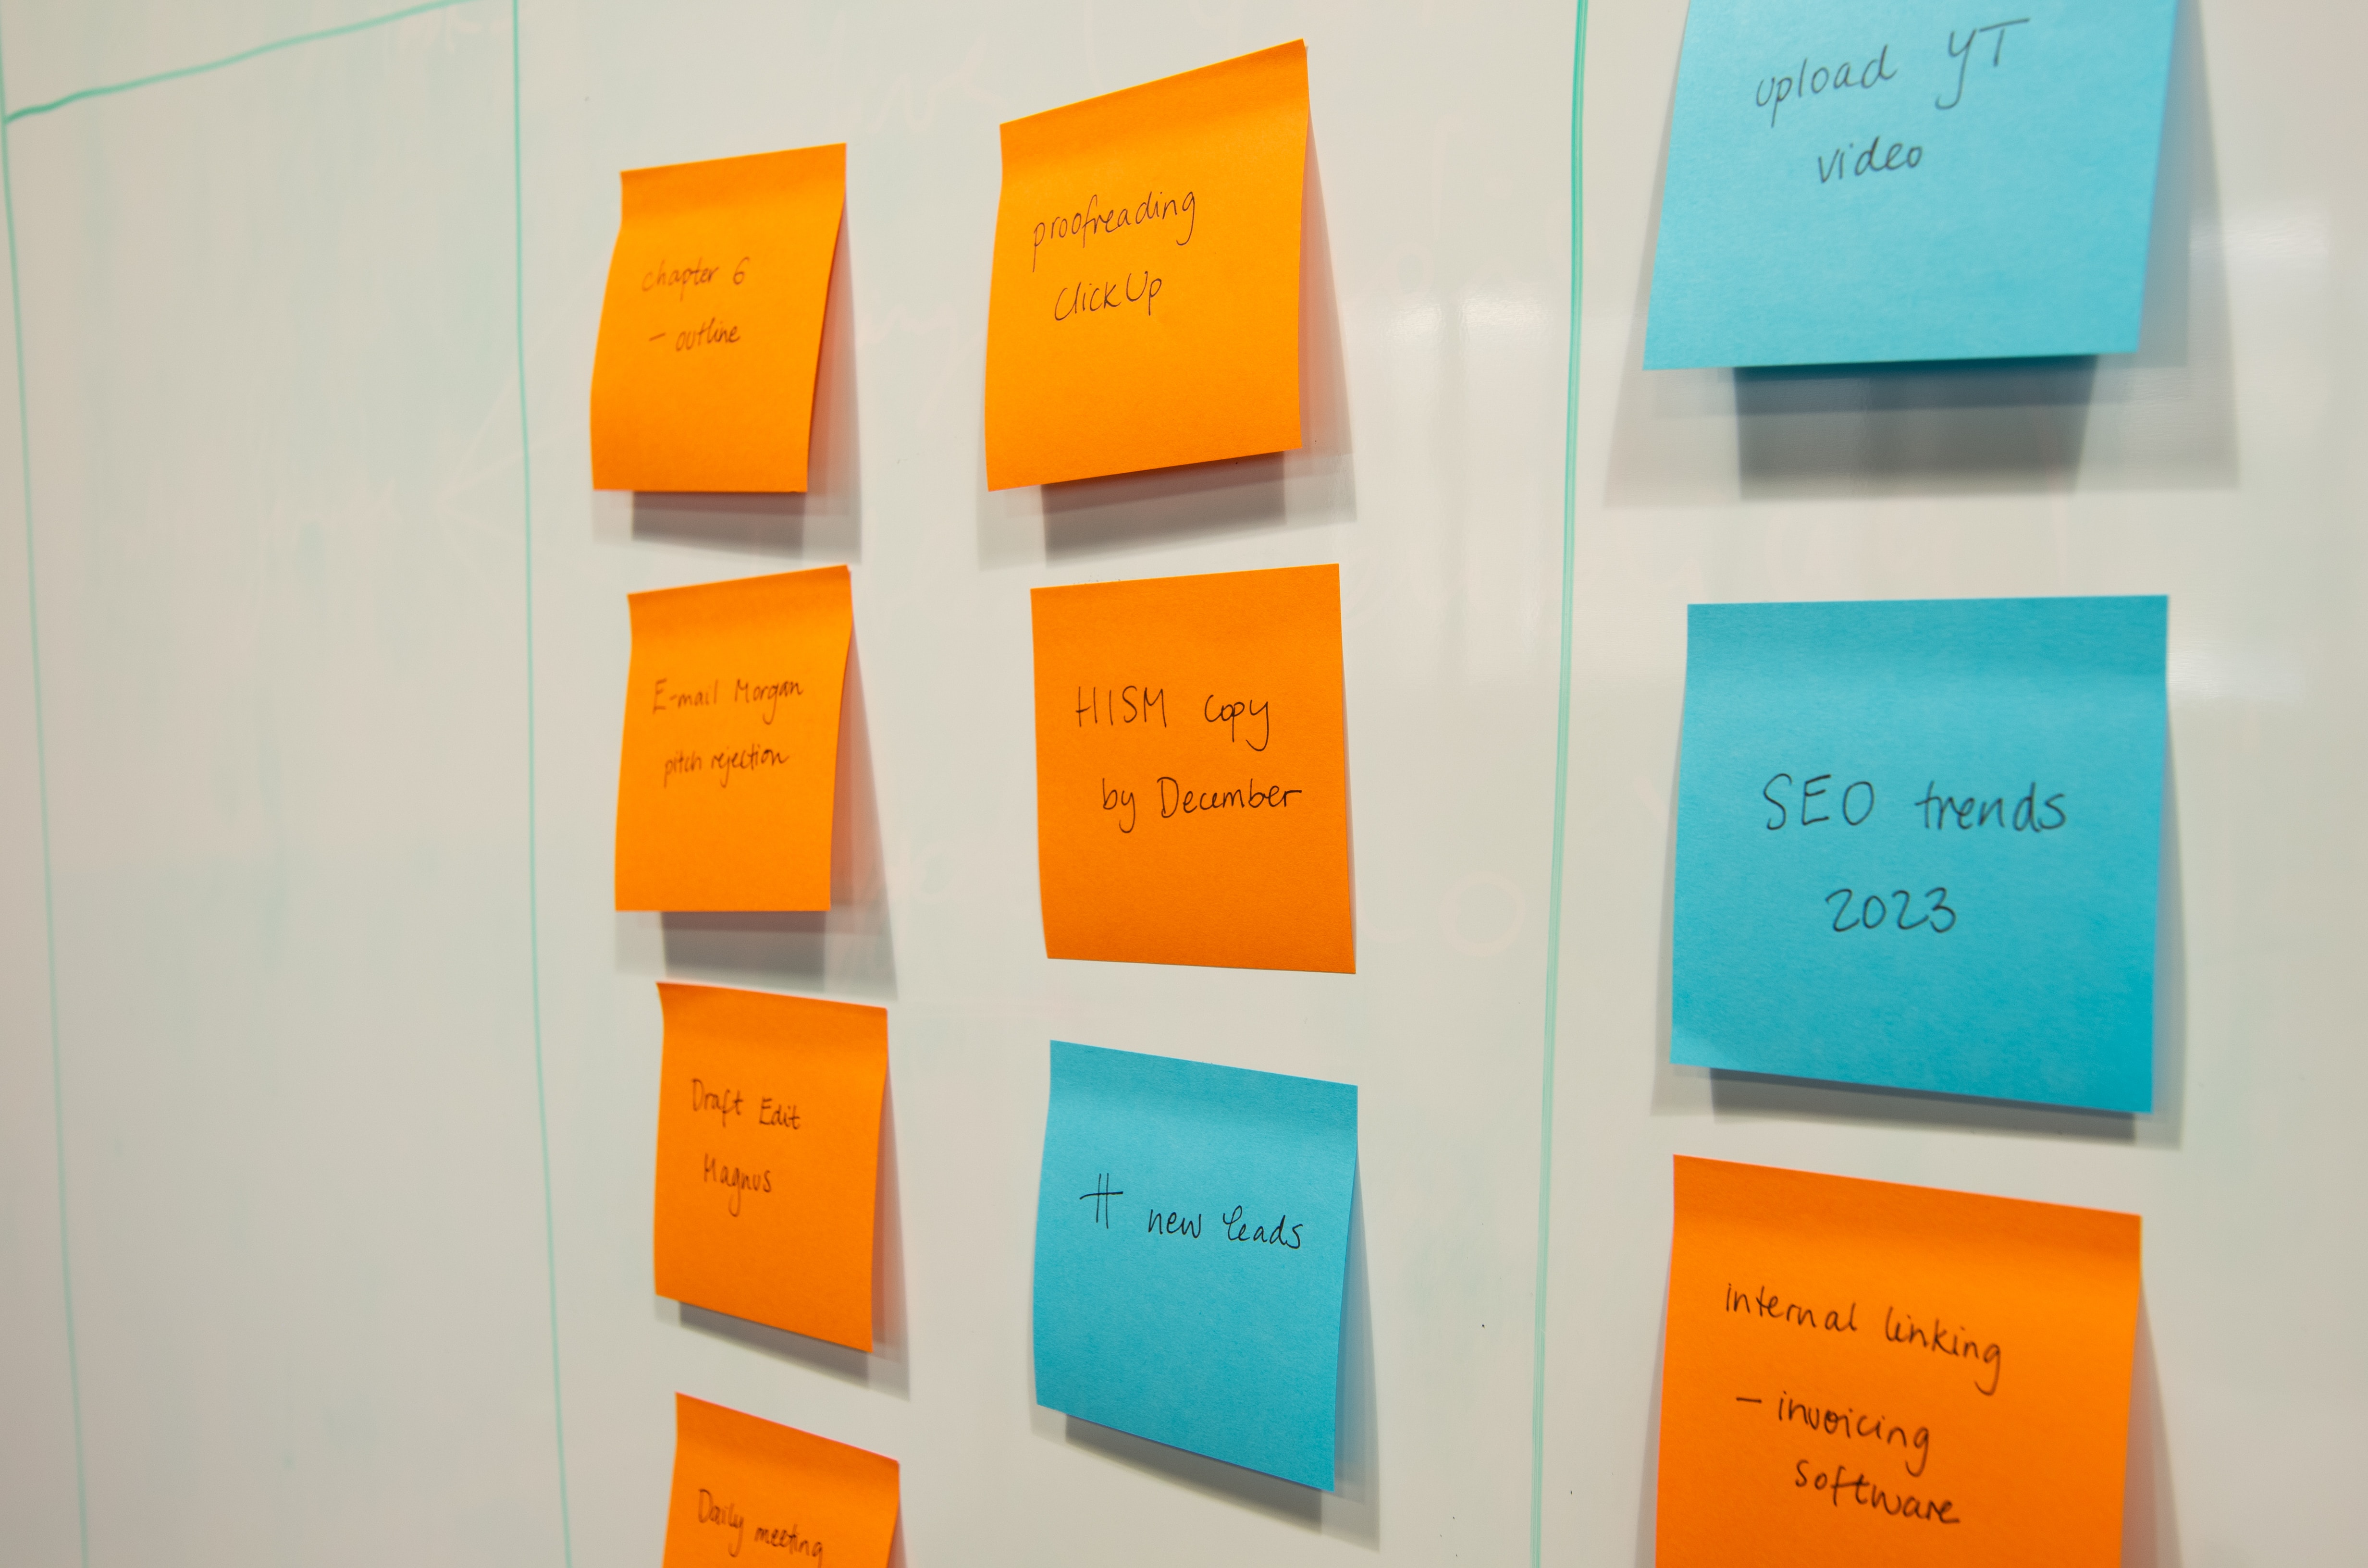 chapter 6
- outline
E-mail Morgan
pitch rejection
Draft Edit
Magnus
Daily meeting
proofreading
ClickUp
HISM copy
by December
# new leads
upload YT
video
SEO trends
2023
internal linking
- invoicing
software